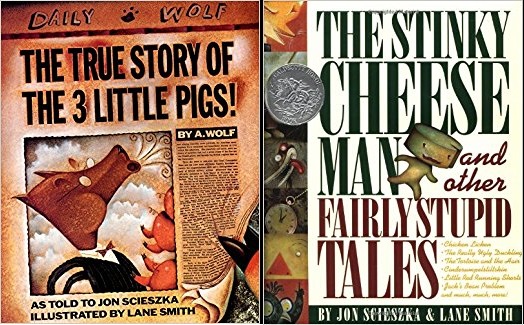 DAILY WOLF
THE TRUE STORY OF
THE 3 LITTLE PIGS!
BY A.WOLF
AS TOLD TO JON SCIESZKA
ILLUSTRATED BY LANE SMITH
THE STINKY
CHEESE
MAN and
other
FAIRLY STUPID
TALES
• Chicken Licken
• The Really Ugly Duckling
• The Tortoise and the Hair
• Cinderumpelstiltskin
• Little Red Running Shorts
• Jack's Bean Problem
and much, much more!
BY JON SCIESZKA & LANE SMITH